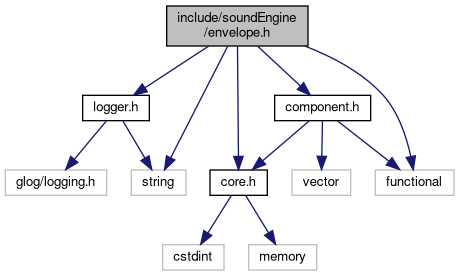 include/soundEngine
/envelope.h
logger.h
component.h
glog/logging.h
string
core.h
vector
functional
cstdint
memory